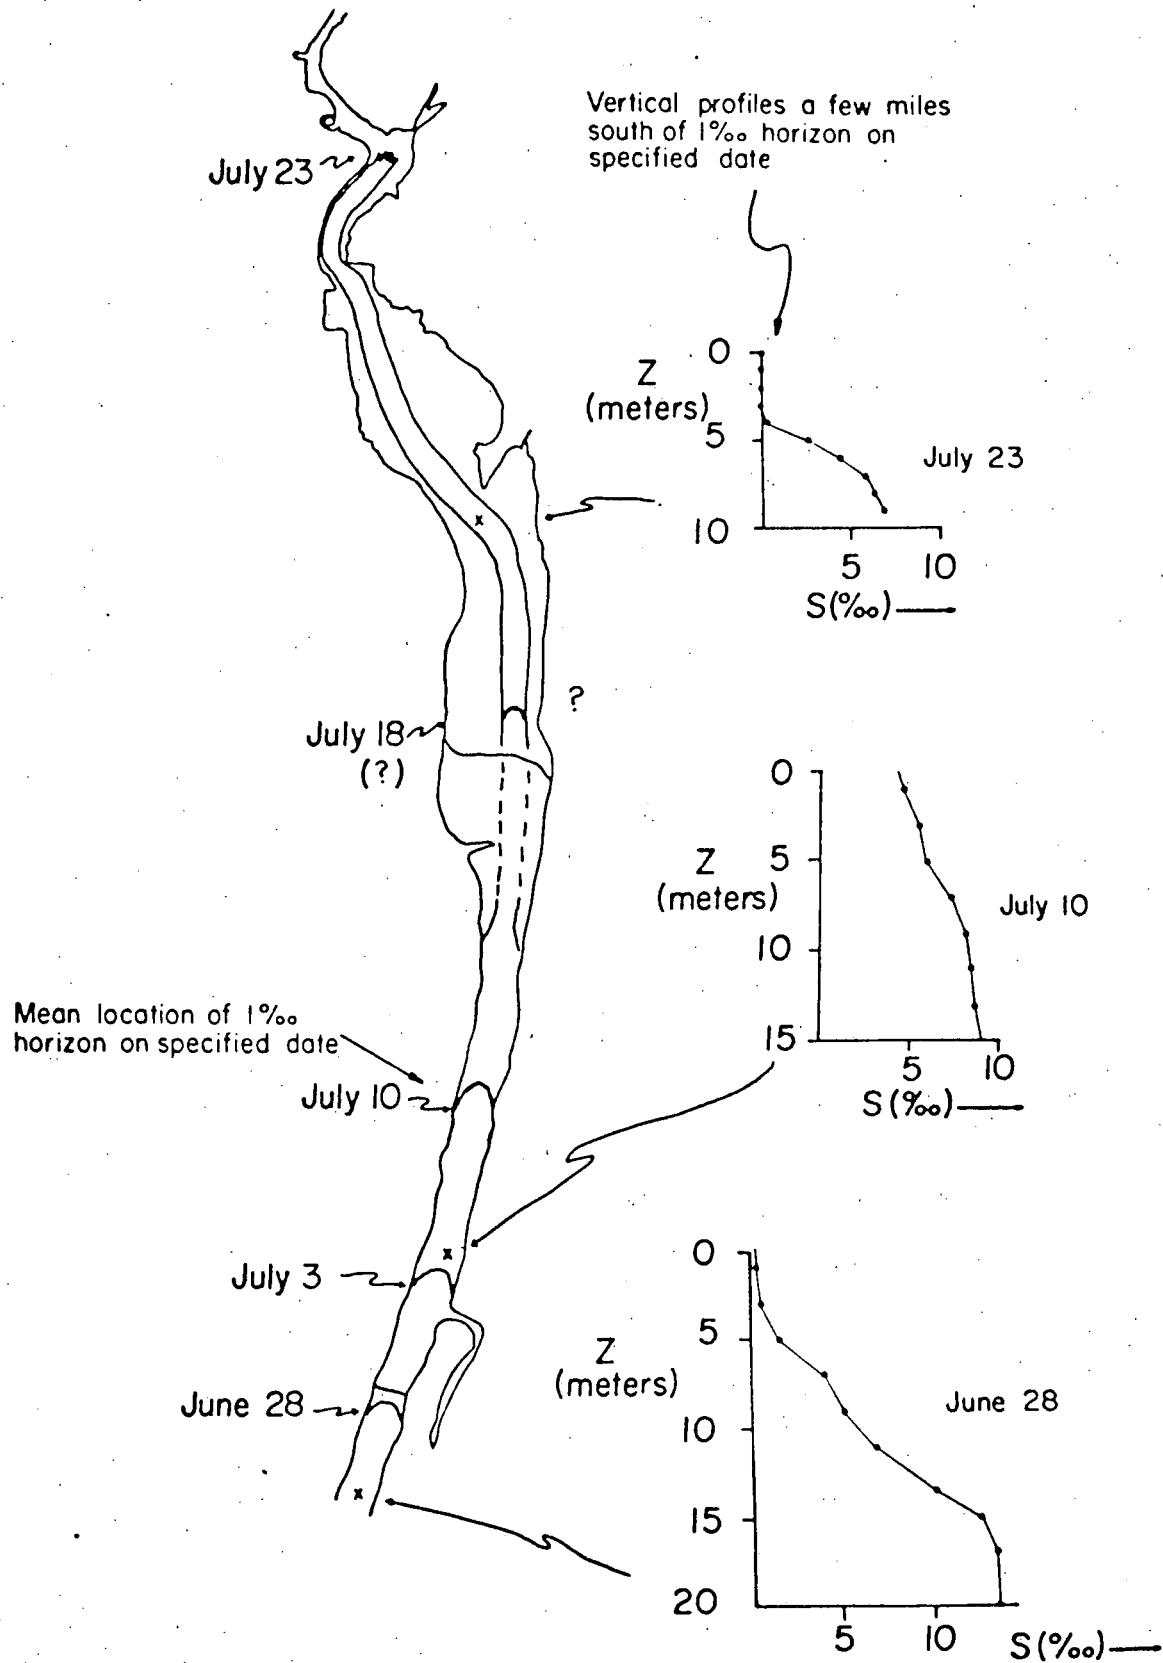 Vertical profiles a few miles
south of 1‰ horizon on
specified date
July 23
0
Z
(meters)
5
July 23
10
5 10
S(‰)
?
July 18
(?)
0
Z
5
(meters)
July 10
10
Mean location of 1‰
horizon on specified date
15
5 10
July 10
S(‰)
0
July 3
5
Z
(meters)
June 28
June 28
10
15
20
5 10 S(‰)